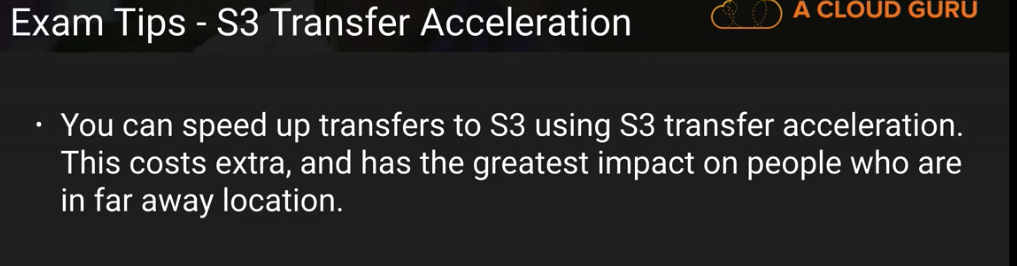 Exam Tips - S3 Transfer Acceleration
A CLOUD GURU
· You can speed up transfers to S3 using S3 transfer acceleration.
This costs extra, and has the greatest impact on people who are
in far away location.